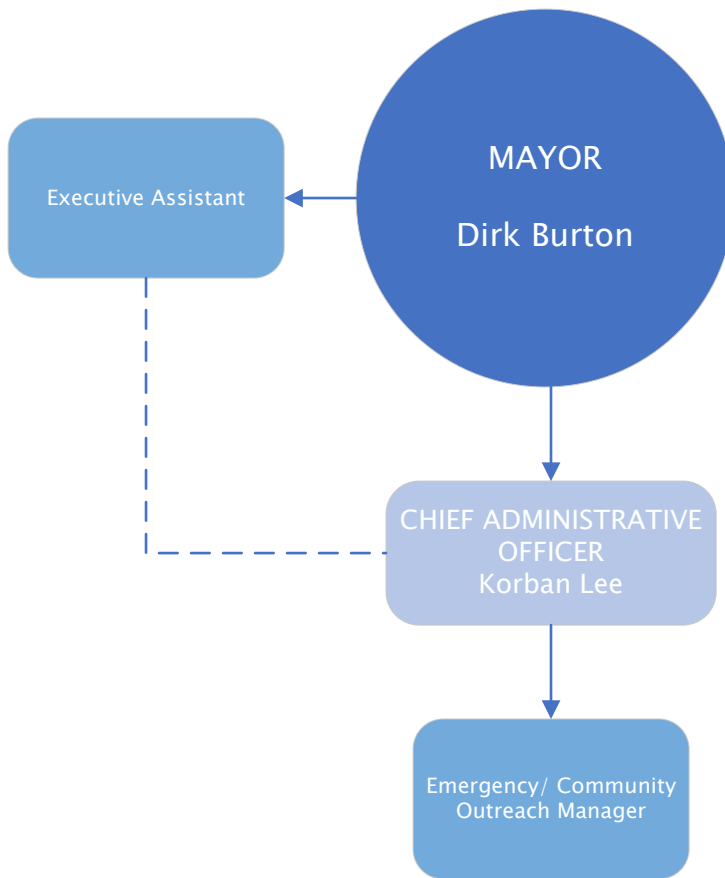 MAYOR
Dirk Burton
Executive Assistant
CHIEF ADMINISTRATIVE
OFFICER
Korban Lee
Emergency/ Community
Outreach Manager